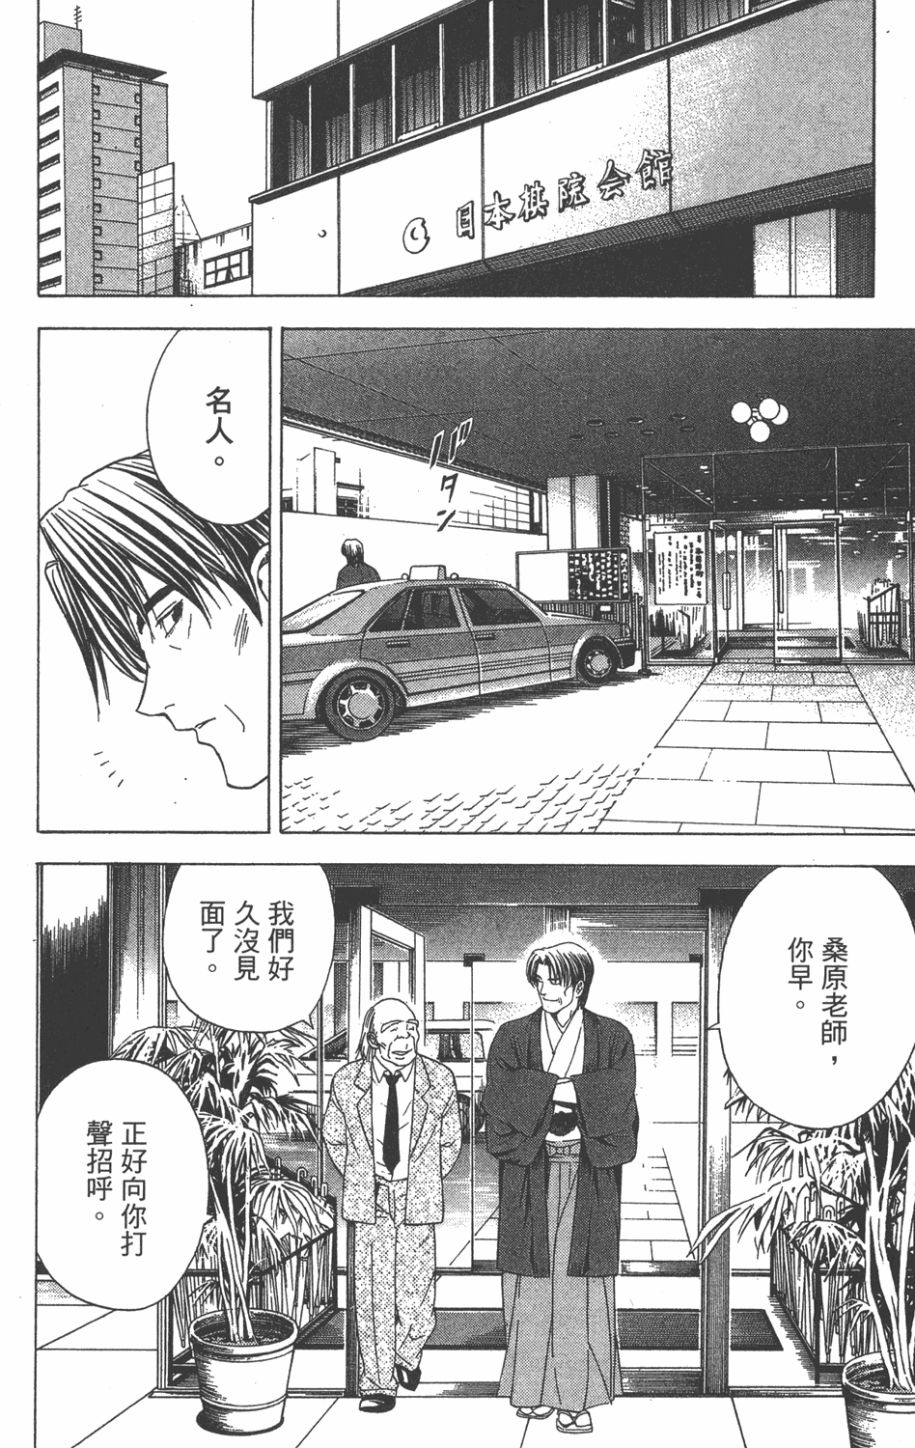 日本棋院会館
バタン
名人。
桑原老師，
你早。
我們好
久沒見
面了。
正好向你打
聲招呼。